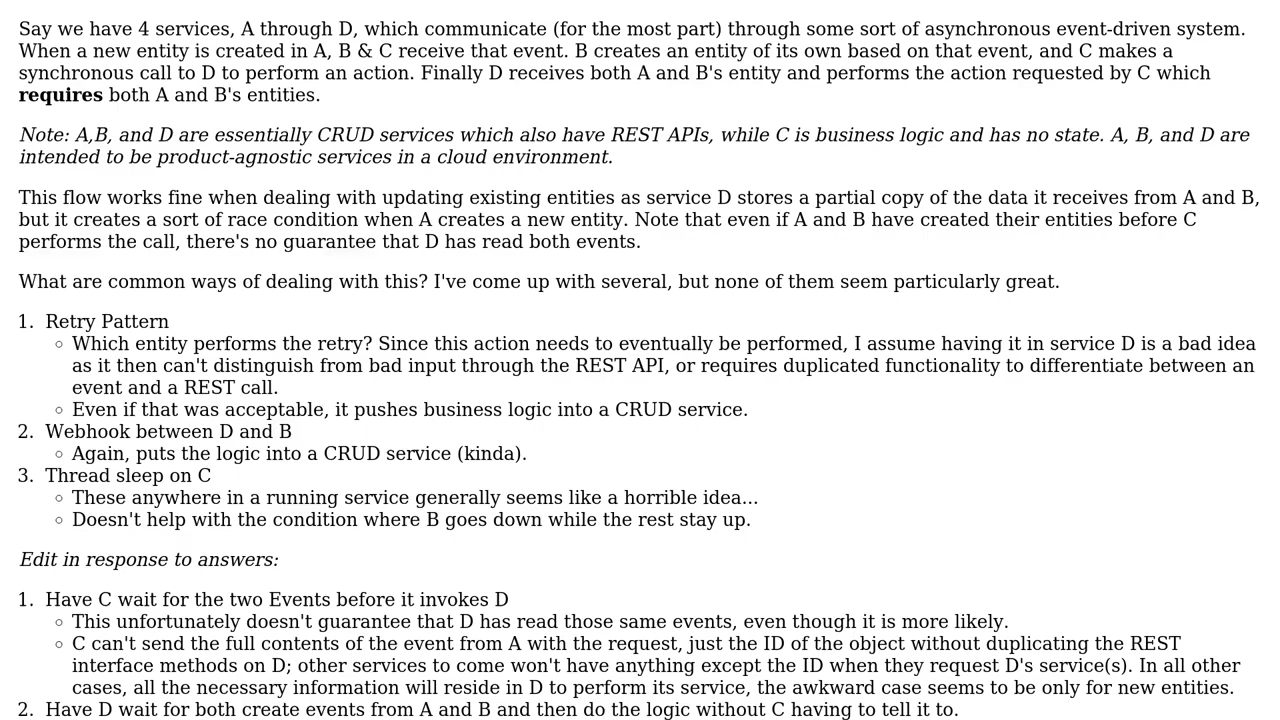 Say we have 4 services, A through D, which communicate (for the most part) through some sort of asynchronous event-driven system.
When a new entity is created in A, B & C receive that event. B creates an entity of its own based on that event, and C makes a
synchronous call to D to perform an action. Finally D receives both A and B's entity and performs the action requested by C which
requires both A and B's entities.
Note: A,B, and D are essentially CRUD services which also have REST APIs, while C is business logic and has no state. A, B, and D are
intended to be product-agnostic services in a cloud environment.
This flow works fine when dealing with updating existing entities as service D stores a partial copy of the data it receives from A and B,
but it creates a sort of race condition when A creates a new entity. Note that even if A and B have created their entities before C
performs the call, there's no guarantee that D has read both events.
What are common ways of dealing with this? I've come up with several, but none of them seem particularly great.
1. Retry Pattern
◦ Which entity performs the retry? Since this action needs to eventually be performed, I assume having it in service D is a bad idea
as it then can't distinguish from bad input through the REST API, or requires duplicated functionality to differentiate between an
event and a REST call.
◦ Even if that was acceptable, it pushes business logic into a CRUD service.
2. Webhook between D and B
◦ Again, puts the logic into a CRUD service (kinda).
3. Thread sleep on C
◦ These anywhere in a running service generally seems like a horrible idea...
◦ Doesn't help with the condition where B goes down while the rest stay up.
Edit in response to answers:
1. Have C wait for the two Events before it invokes D
◦ This unfortunately doesn't guarantee that D has read those same events, even though it is more likely.
◦ C can't send the full contents of the event from A with the request, just the ID of the object without duplicating the REST
interface methods on D; other services to come won't have anything except the ID when they request D's service(s). In all other
cases, all the necessary information will reside in D to perform its service, the awkward case seems to be only for new entities.
2. Have D wait for both create events from A and B and then do the logic without C having to tell it to.